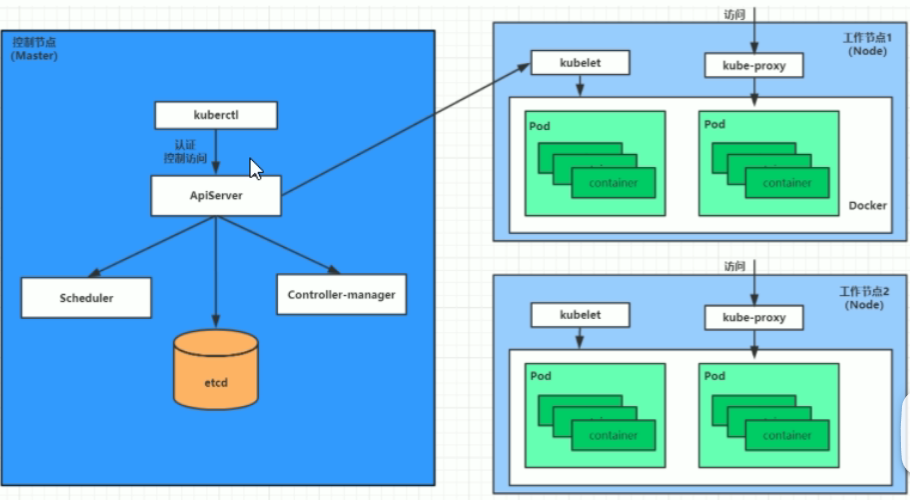 控制节点
(Master)
kuberctl
认证
控制访问
ApiServer
Scheduler
Controller-manager
etcd
访问
工作节点1
(Node)
kubelet
kube-proxy
Pod
container
Pod
container
Docker
访问
工作节点2
(Node)
kubelet
kube-proxy
Pod
container
Pod
container